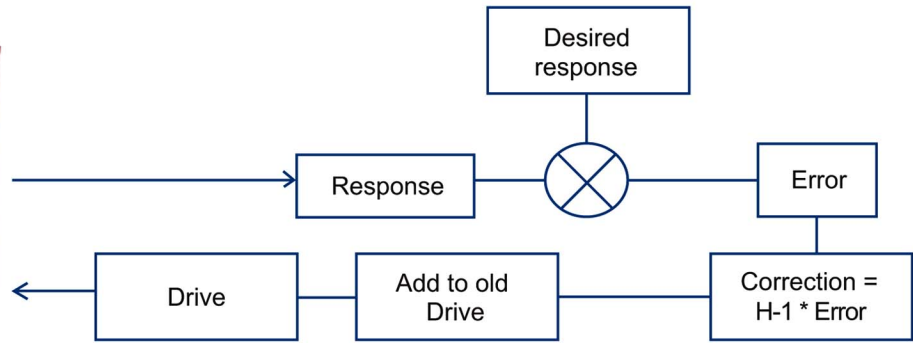 Desired
response
Response
Error
Drive
Add to old
Drive
Correction =
H-1 * Error